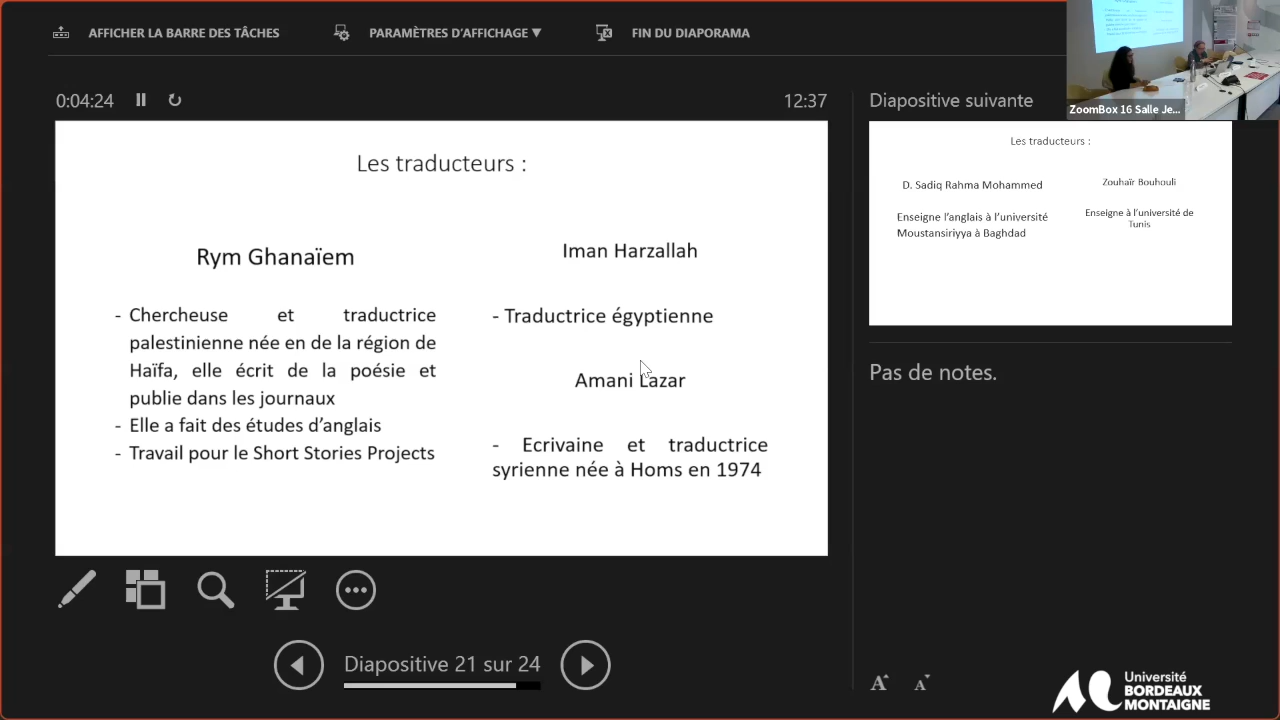 AFFICHER LA BARRE DES TÂCHES
PARAMÈTRES D'AFFICHAGE ▼
FIN DU DIAPORAMA
ZoomBox 16 Salle Je...
0:04:24
12:37
Les traducteurs :
Rym Ghanaïem
- Chercheuse et traductrice
palestinienne née en de la région de
Haïfa, elle écrit de la poésie et
publie dans les journaux
- Elle a fait des études d'anglais
- Travail pour le Short Stories Projects
Iman Harzallah
- Traductrice égyptienne
Amani Lazar
- Ecrivaine et traductrice
syrienne née à Homs en 1974
Diapositive suivante
Les traducteurs :
D. Sadiq Rahma Mohammed
Enseigne l'anglais à l'université
Moustansiriyya à Baghdad
Zouhaïr Bouhouli
Enseigne à l'université de
Tunis
Pas de notes.
Diapositive 21 sur 24
A A
Université
BORDEAUX
MONTAIGNE